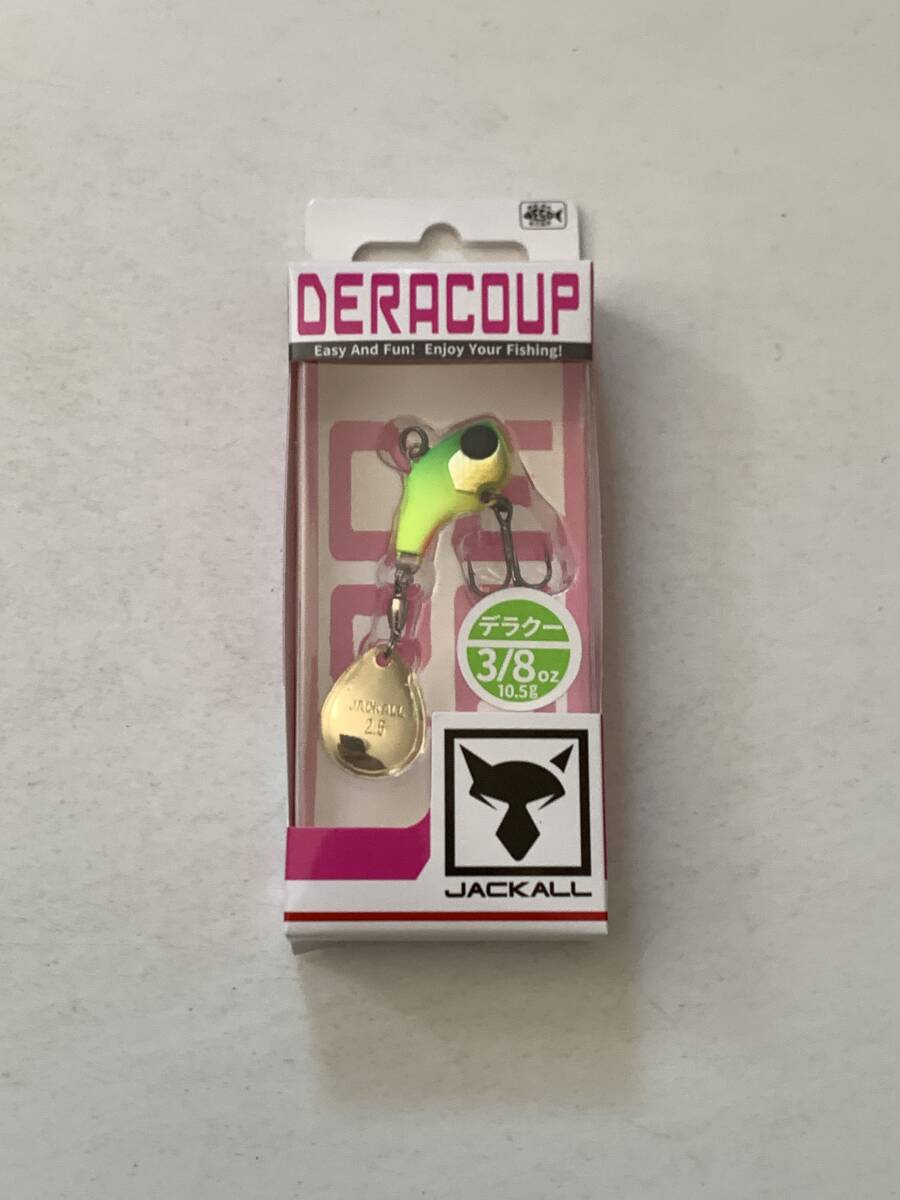 DERACOUP
Easy And Fun! Enjoy Your Fishing!
デラクー
3/8oz
10.5g
JACKALL
2.5
JACKALL